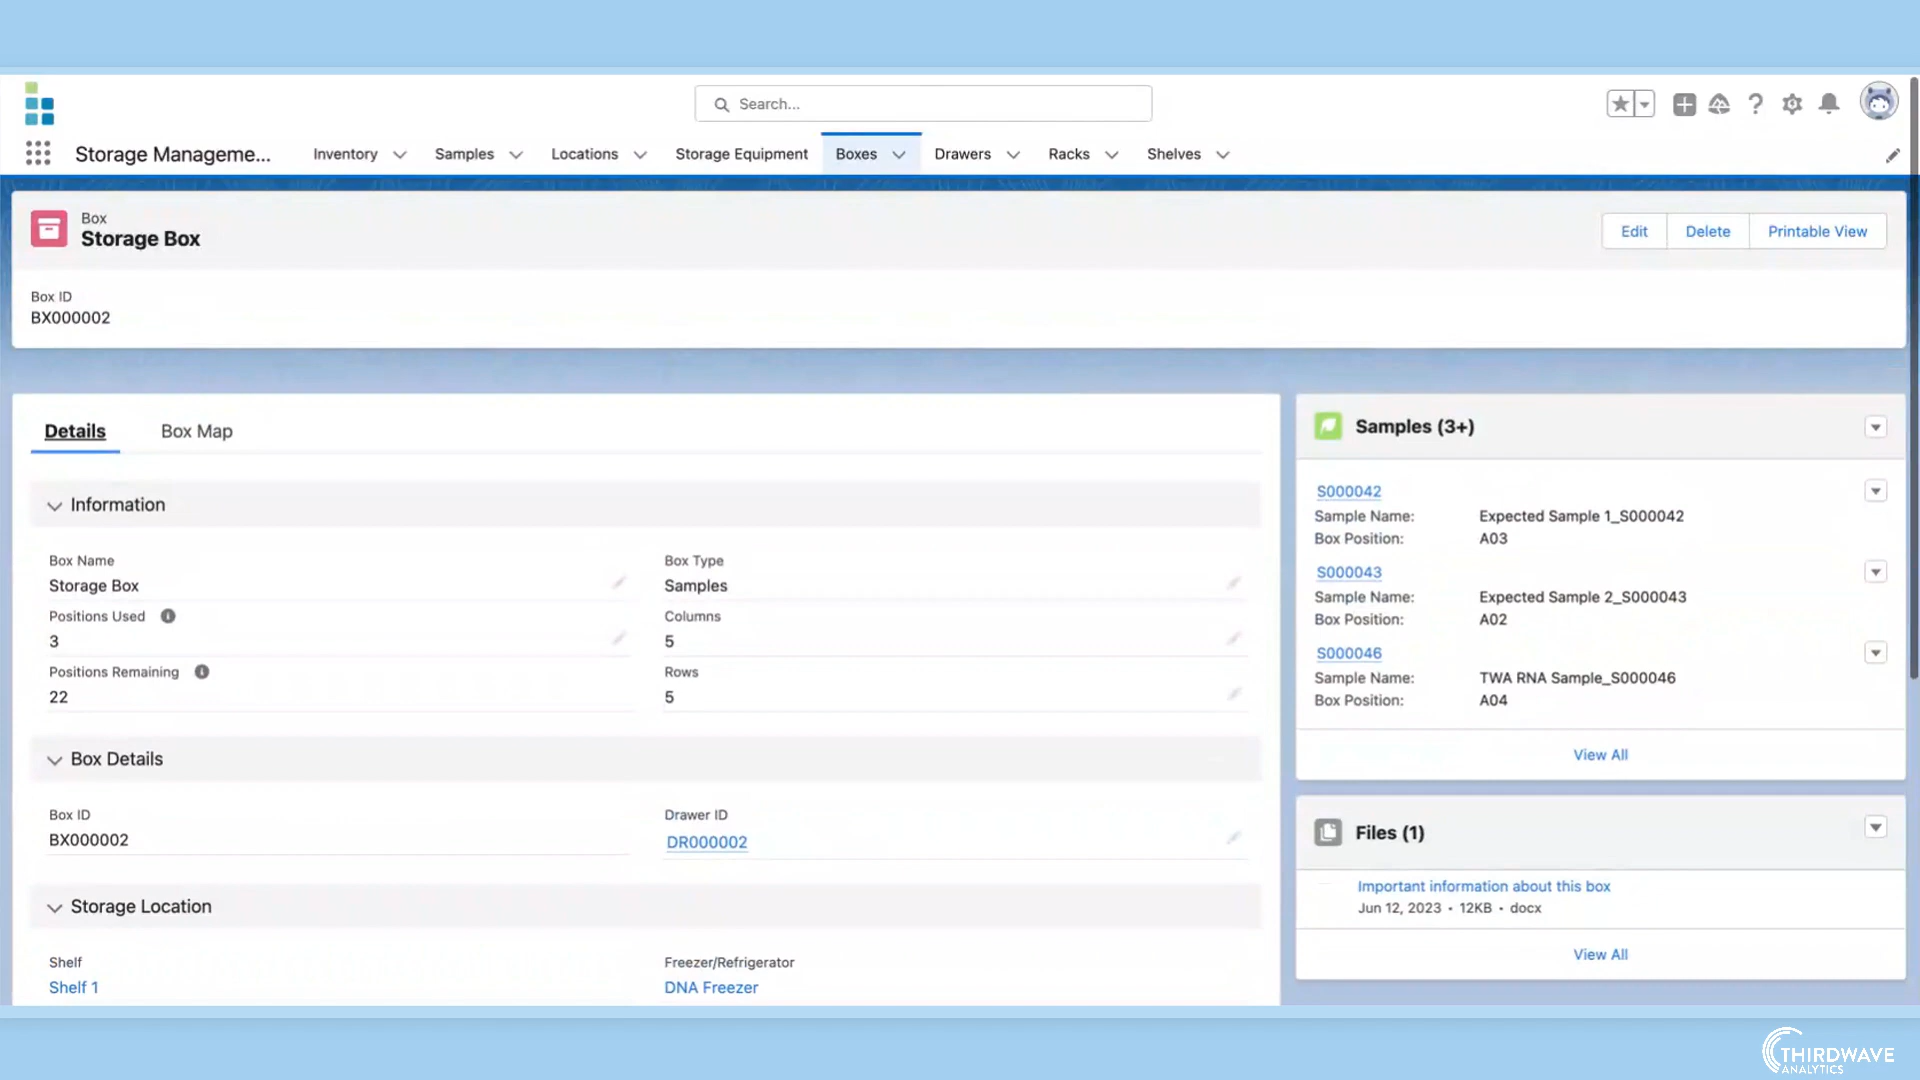 Search...
Storage Manageme...
Inventory
Samples
Locations
Storage Equipment
Boxes
Drawers
Racks
Shelves
Box
Storage Box
Edit
Delete
Printable View
Box ID
BX000002
Details
Box Map
Information
Box Name
Storage Box
Box Type
Samples
Positions Used
3
Columns
5
Positions Remaining
22
Rows
5
Box Details
Box ID
BX000002
Drawer ID
DR000002
Storage Location
Shelf
Shelf 1
Freezer/Refrigerator
DNA Freezer
Samples (3+)
S000042
Sample Name: Expected Sample 1_S000042
Box Position: A03
S000043
Sample Name: Expected Sample 2_S000043
Box Position: A02
S000046
Sample Name: TWA RNA Sample_S000046
Box Position: A04
View All
Files (1)
Important information about this box
Jun 12, 2023 • 12KB • docx
View All
THIRDWAVE
ANALYTICS